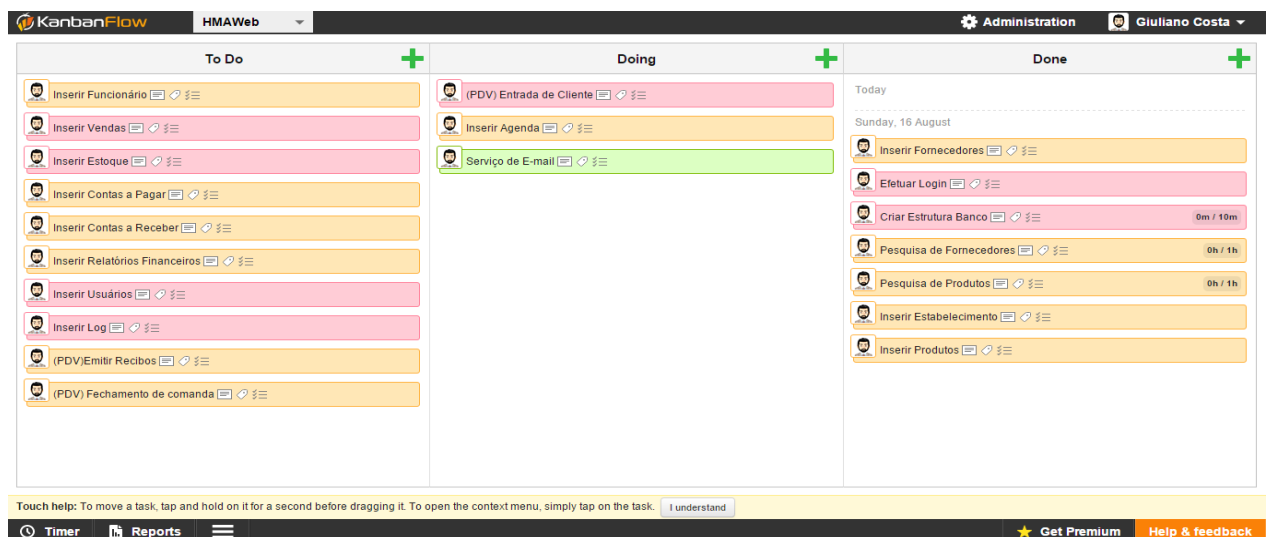 KanbanFlow HMAWeb Administration Giuliano Costa
To Do
Inserir Funcionário
Inserir Vendas
Inserir Estoque
Inserir Contas a Pagar
Inserir Contas a Receber
Inserir Relatórios Financeiros
Inserir Usuários
Inserir Log
(PDV)Emitir Recibos
(PDV) Fechamento de comanda
Doing
(PDV) Entrada de Cliente
Inserir Agenda
Serviço de E-mail
Done
Today
Sunday, 16 August
Inserir Fornecedores
Efetuar Login
Criar Estrutura Banco 0m / 10m
Pesquisa de Fornecedores 0h / 1h
Pesquisa de Produtos 0h / 1h
Inserir Estabelecimento
Inserir Produtos
Touch help: To move a task, tap and hold on it for a second before dragging it. To open the context menu, simply tap on the task. I understand
Timer Reports Get Premium Help & feedback